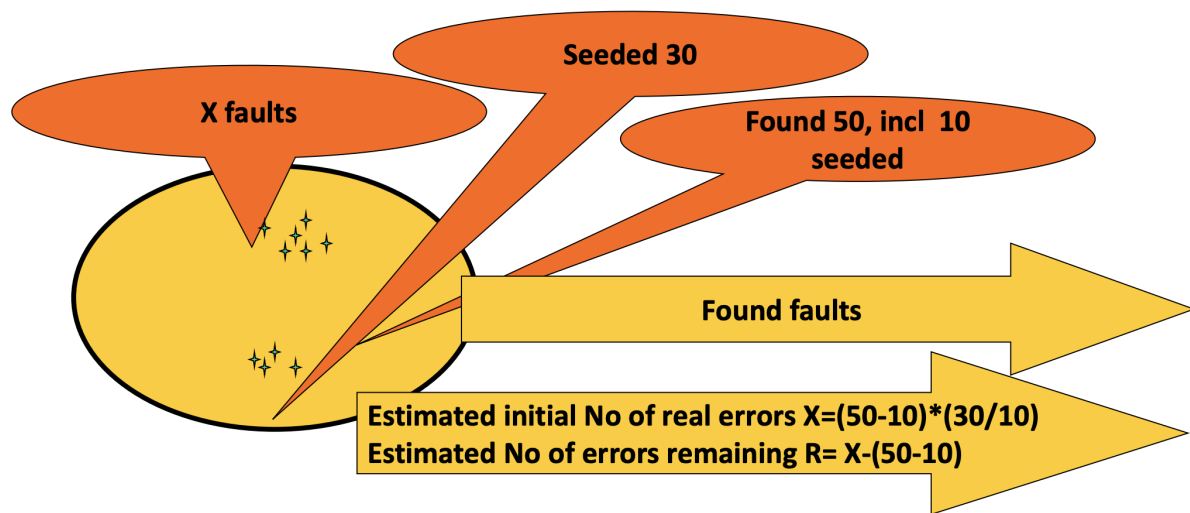 Seeded 30
X faults
Found 50, incl 10
seeded
Found faults
Estimated initial No of real errors X=(50-10)*(30/10)
Estimated No of errors remaining R= X-(50-10)